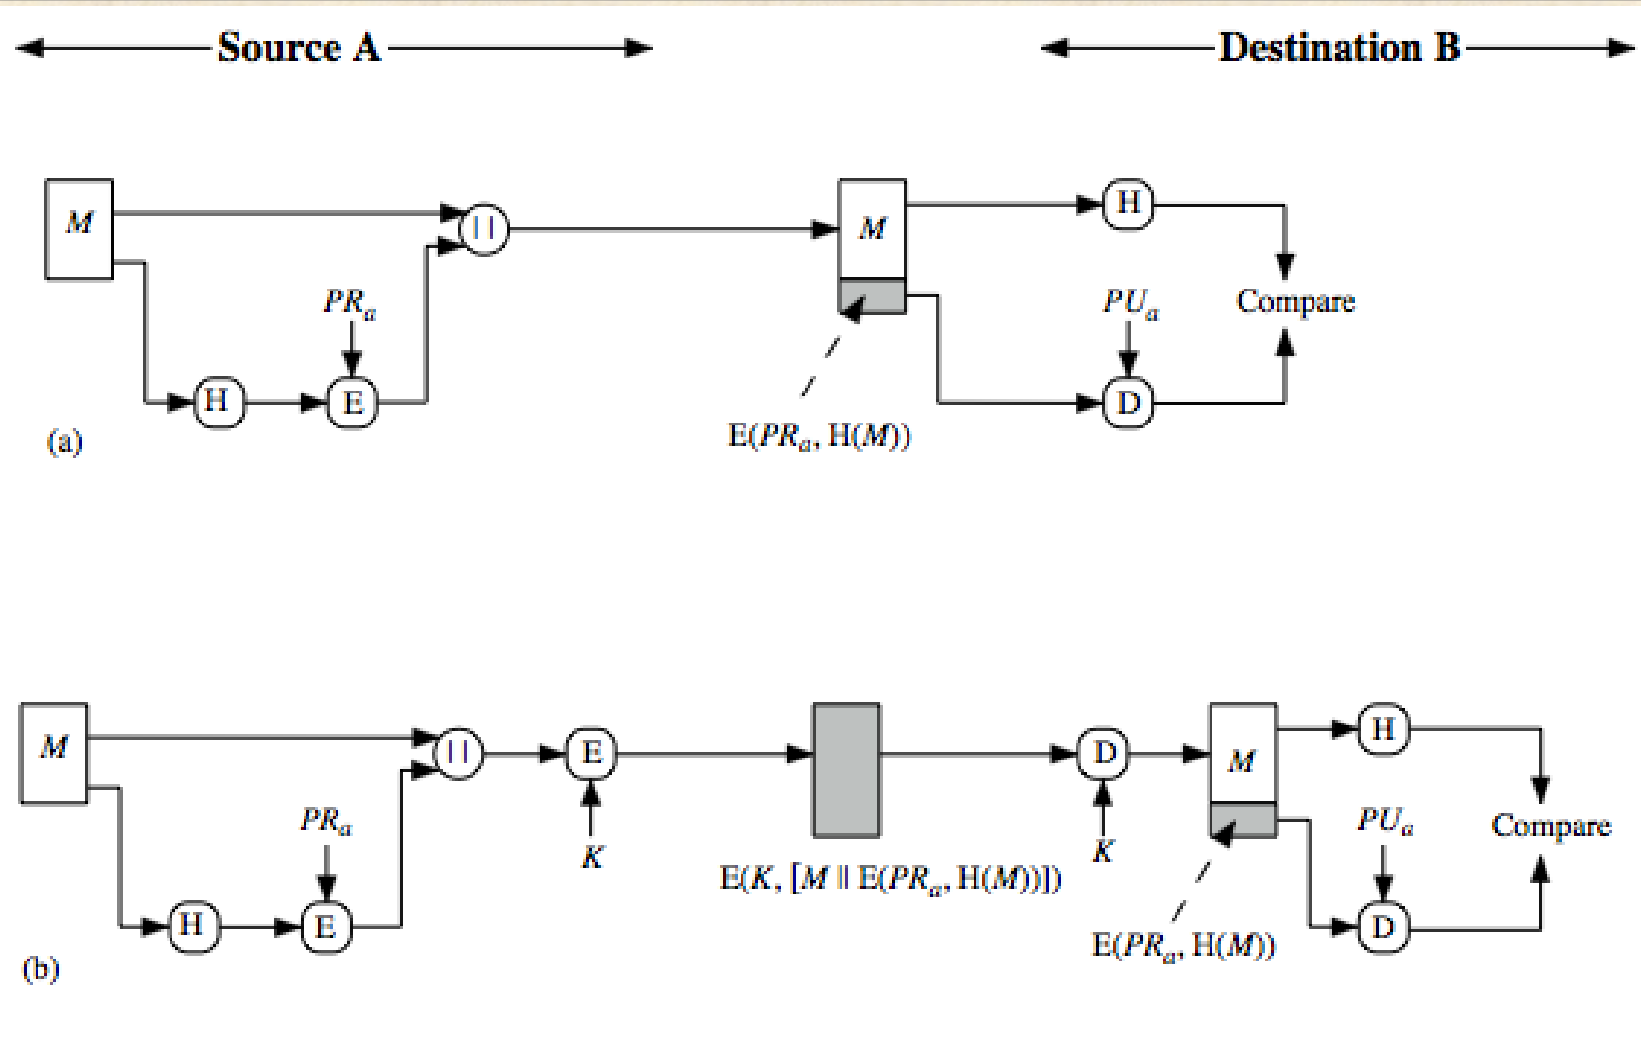 Source A
Destination B
M
||
M
H
PRa
PUa
Compare
H
E
D
E(PRa, H(M))
(a)
M
||
E
D
M
H
PRa
K
K
PUa
Compare
E(K, [M || E(PRa, H(M))])
H
E
D
E(PRa, H(M))
(b)